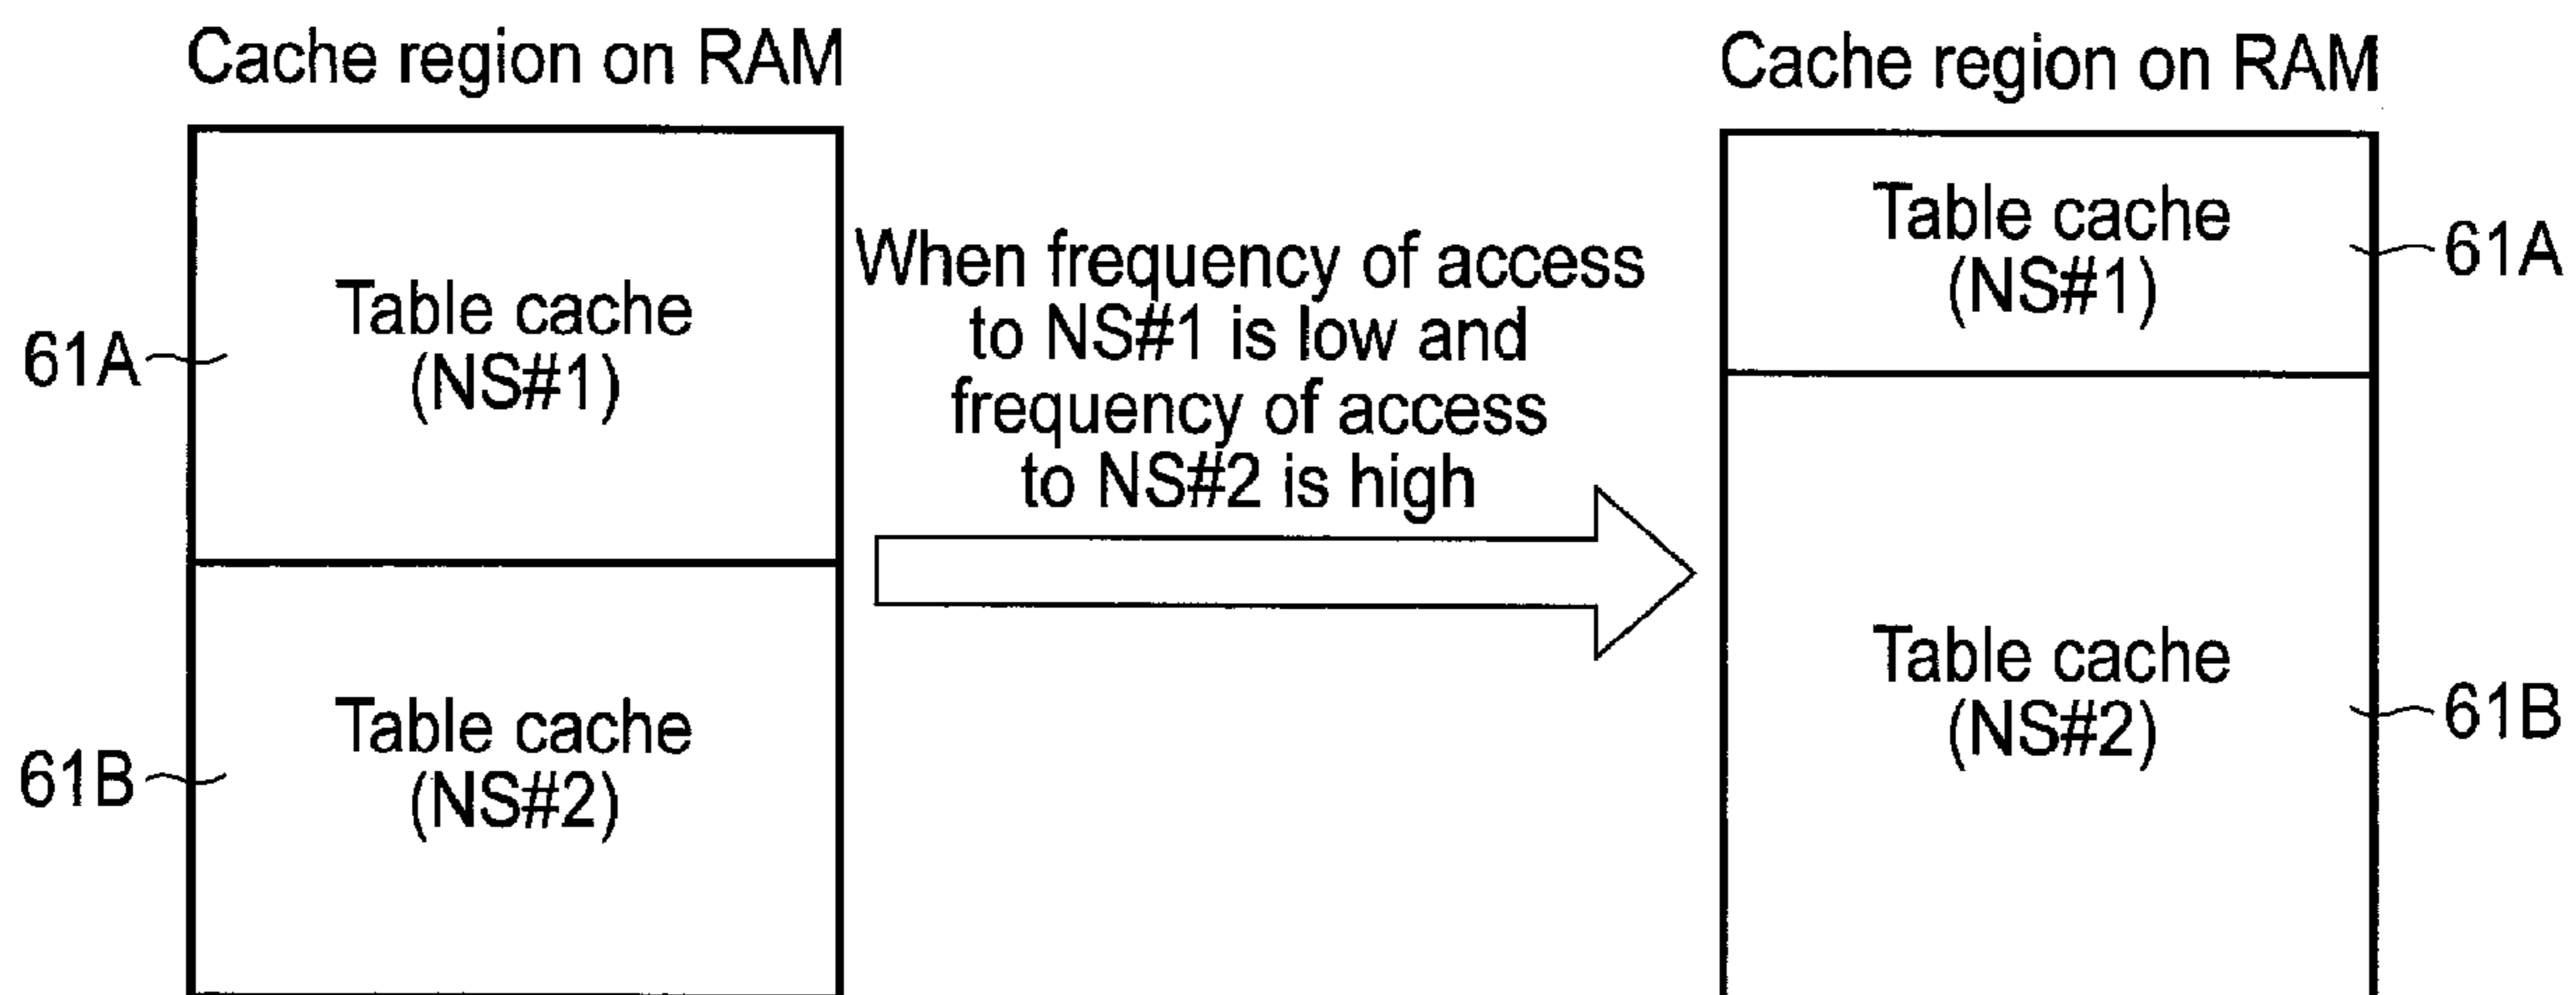 Cache region on RAM
Table cache
(NS#1)
61A
Table cache
(NS#2)
61B
When frequency of access
to NS#1 is low and
frequency of access
to NS#2 is high
Cache region on RAM
Table cache
(NS#1)
61A
Table cache
(NS#2)
61B